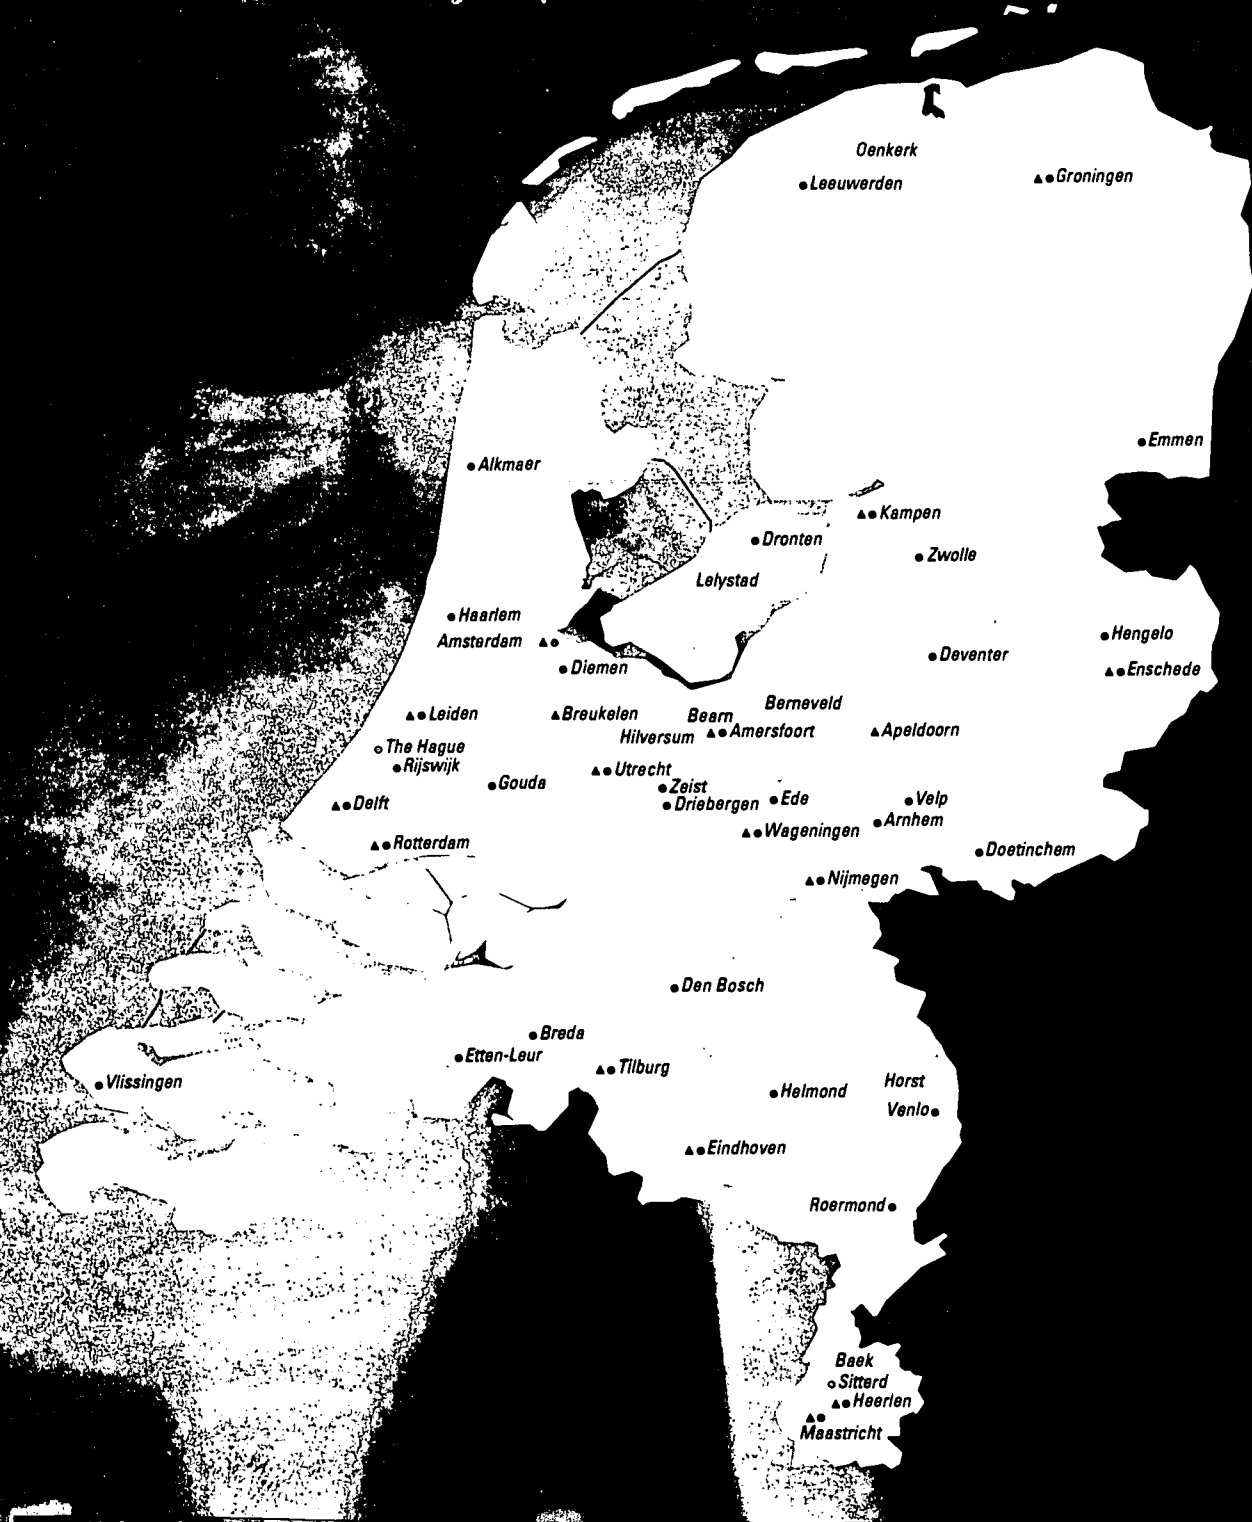 Oenkerk
Leeuwerden
Groningen
Emmen
Alkmaer
Kampen
Dronten
Zwolle
Lelystad
Haarlem
Hengelo
Amsterdam
Deventer
Diemen
Enschede
Berneveld
Leiden
Breukelen
Bearn
Hilversum
Amersfoort
Apeldoorn
The Hague
Rijswijk
Utrecht
Gouda
Zeist
Delft
Driebergen
Ede
Velp
Arnhem
Wageningen
Rotterdam
Doetinchem
Nijmegen
Den Bosch
Breda
Etten-Leur
Tilburg
Vlissingen
Helmond
Horst
Venlo
Eindhoven
Roermond
Baek
Sitterd
Heerlen
Maastricht